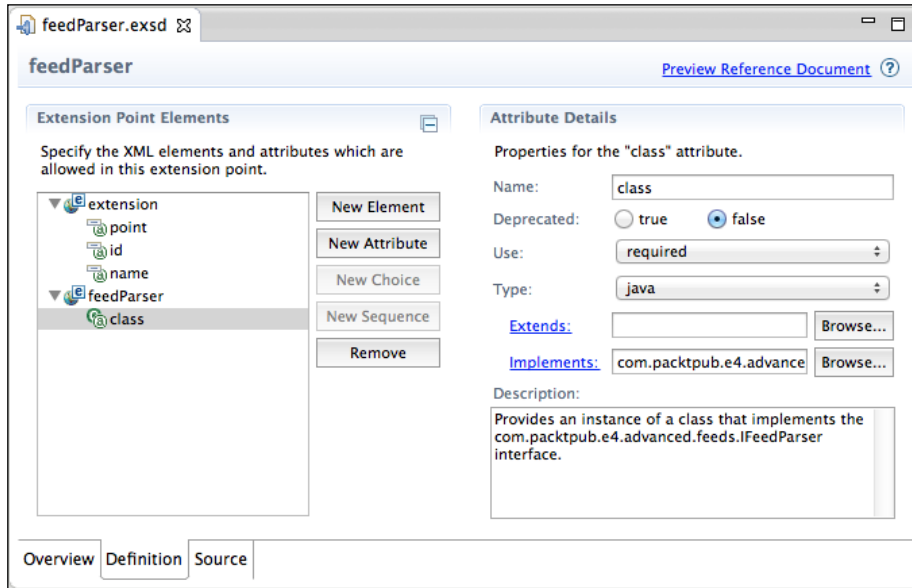 feedParser.exsd
feedParser
Preview Reference Document
Extension Point Elements
Specify the XML elements and attributes which are
allowed in this extension point.
extension
point
id
name
feedParser
class
New Element
New Attribute
New Choice
New Sequence
Remove
Attribute Details
Properties for the "class" attribute.
Name: class
Deprecated: true false
Use: required
Type: java
Extends: Browse...
Implements: com.packtpub.e4.advance Browse...
Description:
Provides an instance of a class that implements the
com.packtpub.e4.advanced.feeds.IFeedParser
interface.
Overview Definition Source